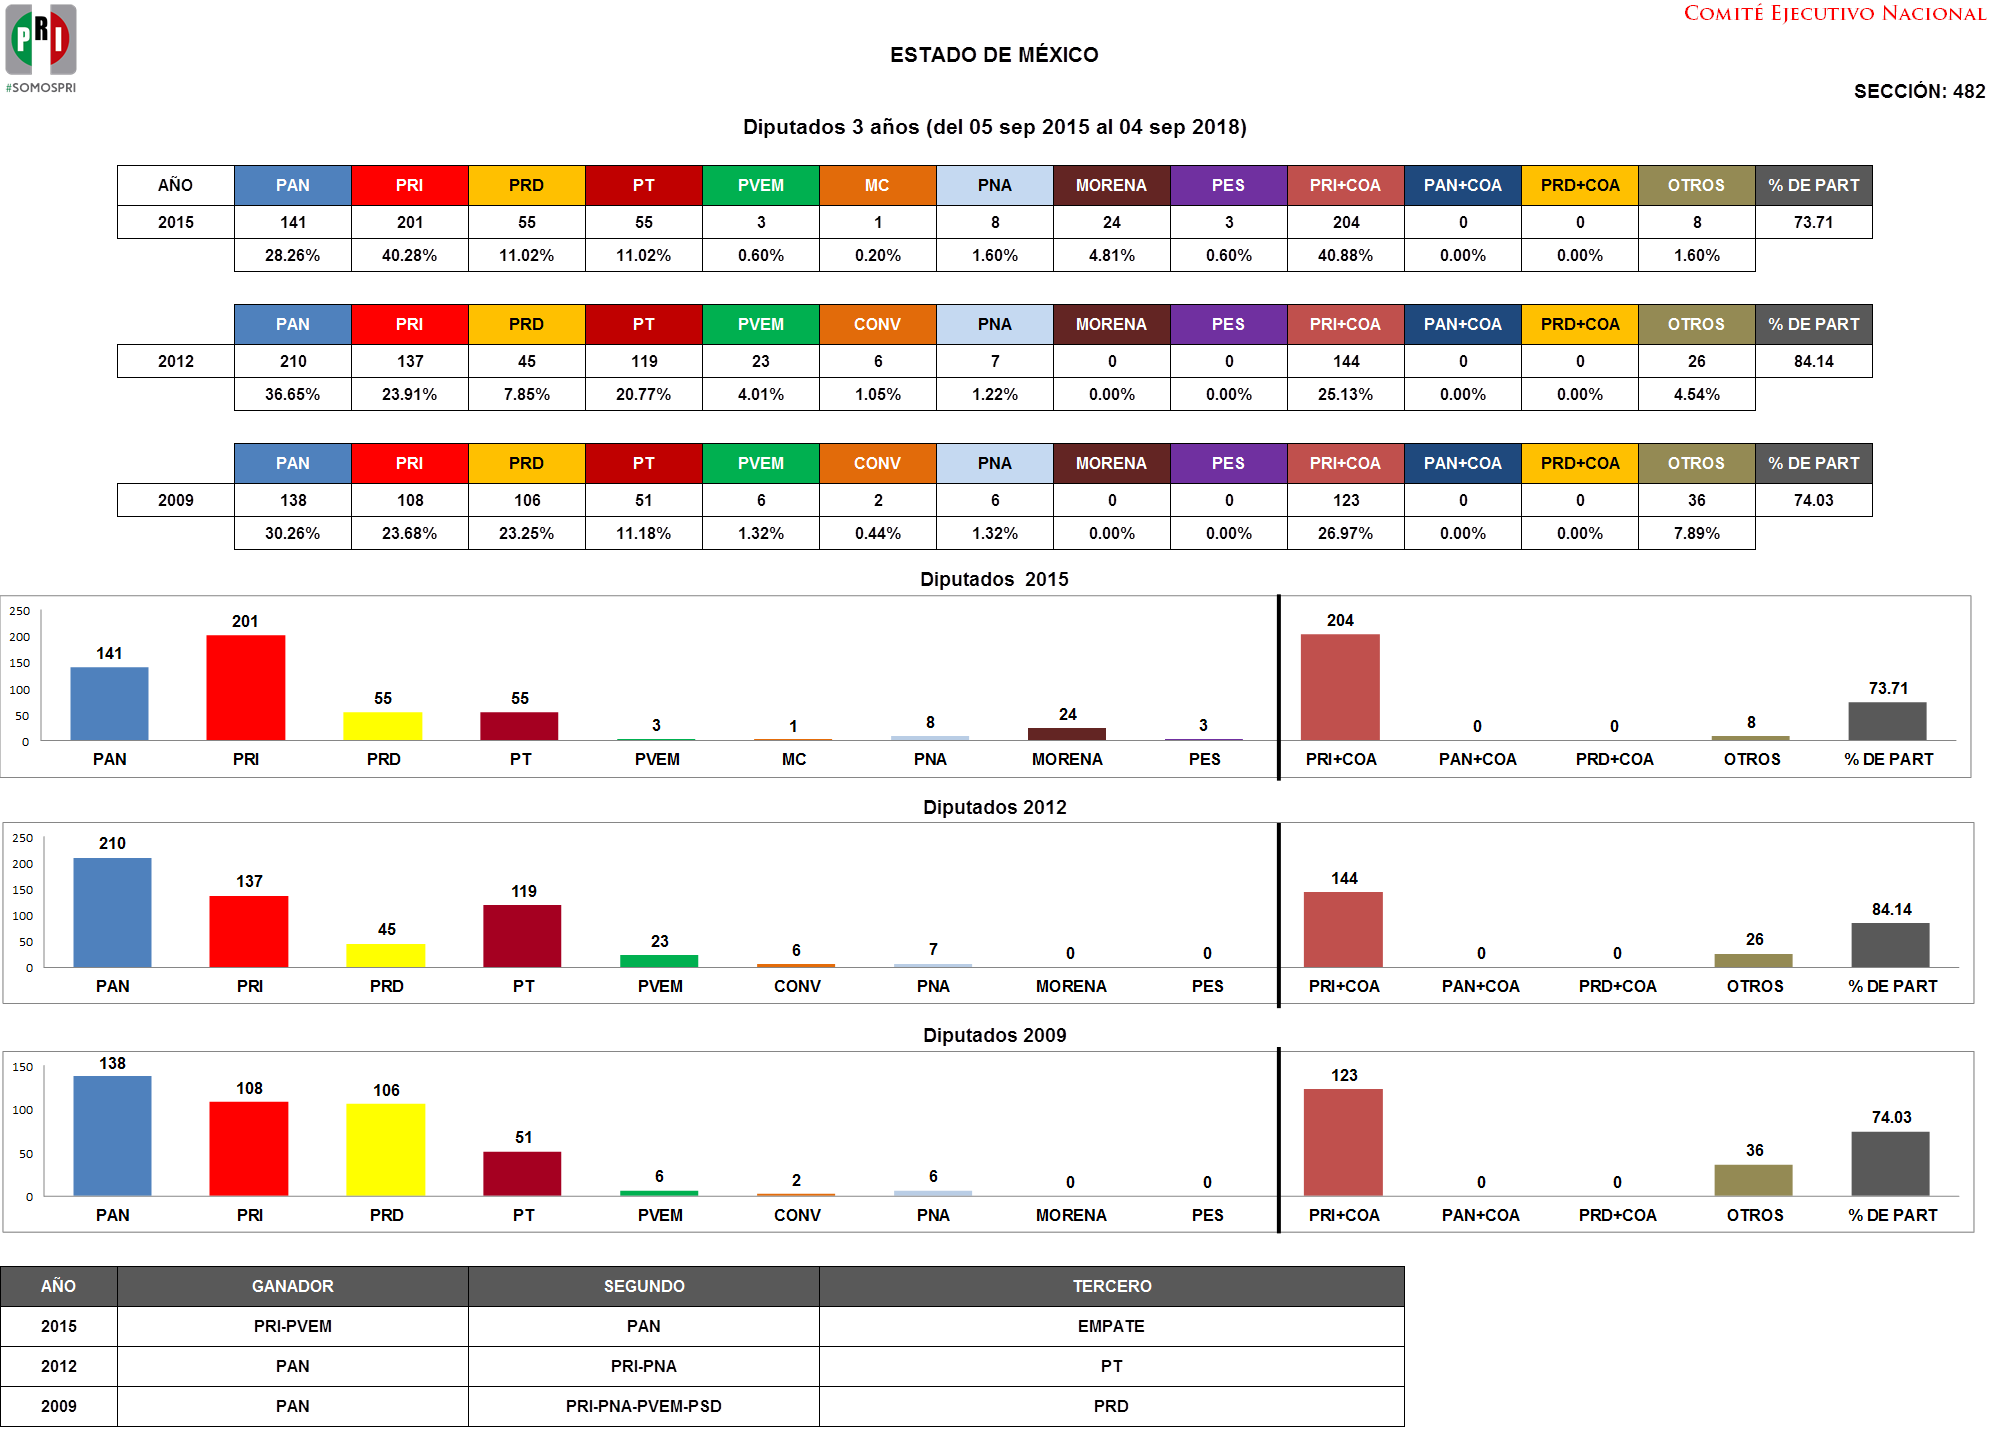 PRI
#SOMOSPRI
COMITÉ EJECUTIVO NACIONAL
ESTADO DE MÉXICO
SECCIÓN: 482
Diputados 3 años (del 05 sep 2015 al 04 sep 2018)
AÑO PAN PRI PRD PT PVEM MC PNA MORENA PES PRI+COA PAN+COA PRD+COA OTROS % DE PART
2015 141 201 55 55 3 1 8 24 3 204 0 0 8 73.71
28.26% 40.28% 11.02% 11.02% 0.60% 0.20% 1.60% 4.81% 0.60% 40.88% 0.00% 0.00% 1.60%
PAN PRI PRD PT PVEM CONV PNA MORENA PES PRI+COA PAN+COA PRD+COA OTROS % DE PART
2012 210 137 45 119 23 6 7 0 0 144 0 0 26 84.14
36.65% 23.91% 7.85% 20.77% 4.01% 1.05% 1.22% 0.00% 0.00% 25.13% 0.00% 0.00% 4.54%
PAN PRI PRD PT PVEM CONV PNA MORENA PES PRI+COA PAN+COA PRD+COA OTROS % DE PART
2009 138 108 106 51 6 2 6 0 0 123 0 0 36 74.03
30.26% 23.68% 23.25% 11.18% 1.32% 0.44% 1.32% 0.00% 0.00% 26.97% 0.00% 0.00% 7.89%
Diputados 2015
250
200
150
100
50
0
141 201 55 55 3 1 8 24 3 204 0 0 8 73.71
PAN PRI PRD PT PVEM MC PNA MORENA PES PRI+COA PAN+COA PRD+COA OTROS % DE PART
Diputados 2012
250
200
150
100
50
0
210 137 45 119 23 6 7 0 0 144 0 0 26 84.14
PAN PRI PRD PT PVEM CONV PNA MORENA PES PRI+COA PAN+COA PRD+COA OTROS % DE PART
Diputados 2009
150
100
50
0
138 108 106 51 6 2 6 0 0 123 0 0 36 74.03
PAN PRI PRD PT PVEM CONV PNA MORENA PES PRI+COA PAN+COA PRD+COA OTROS % DE PART
AÑO GANADOR SEGUNDO TERCERO
2015 PRI-PVEM PAN EMPATE
2012 PAN PRI-PNA PT
2009 PAN PRI-PNA-PVEM-PSD PRD